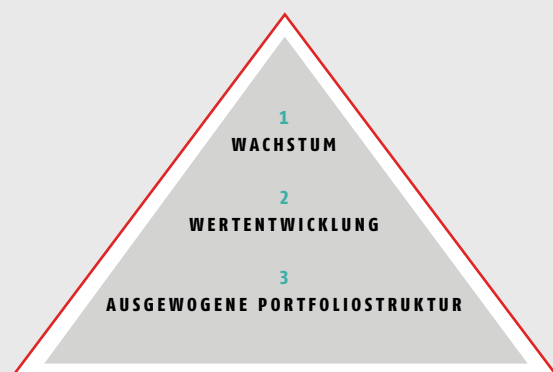 1
WACHSTUM
2
WERTENTWICKLUNG
3
AUSGEWOGENE PORTFOLIOSTRUKTUR